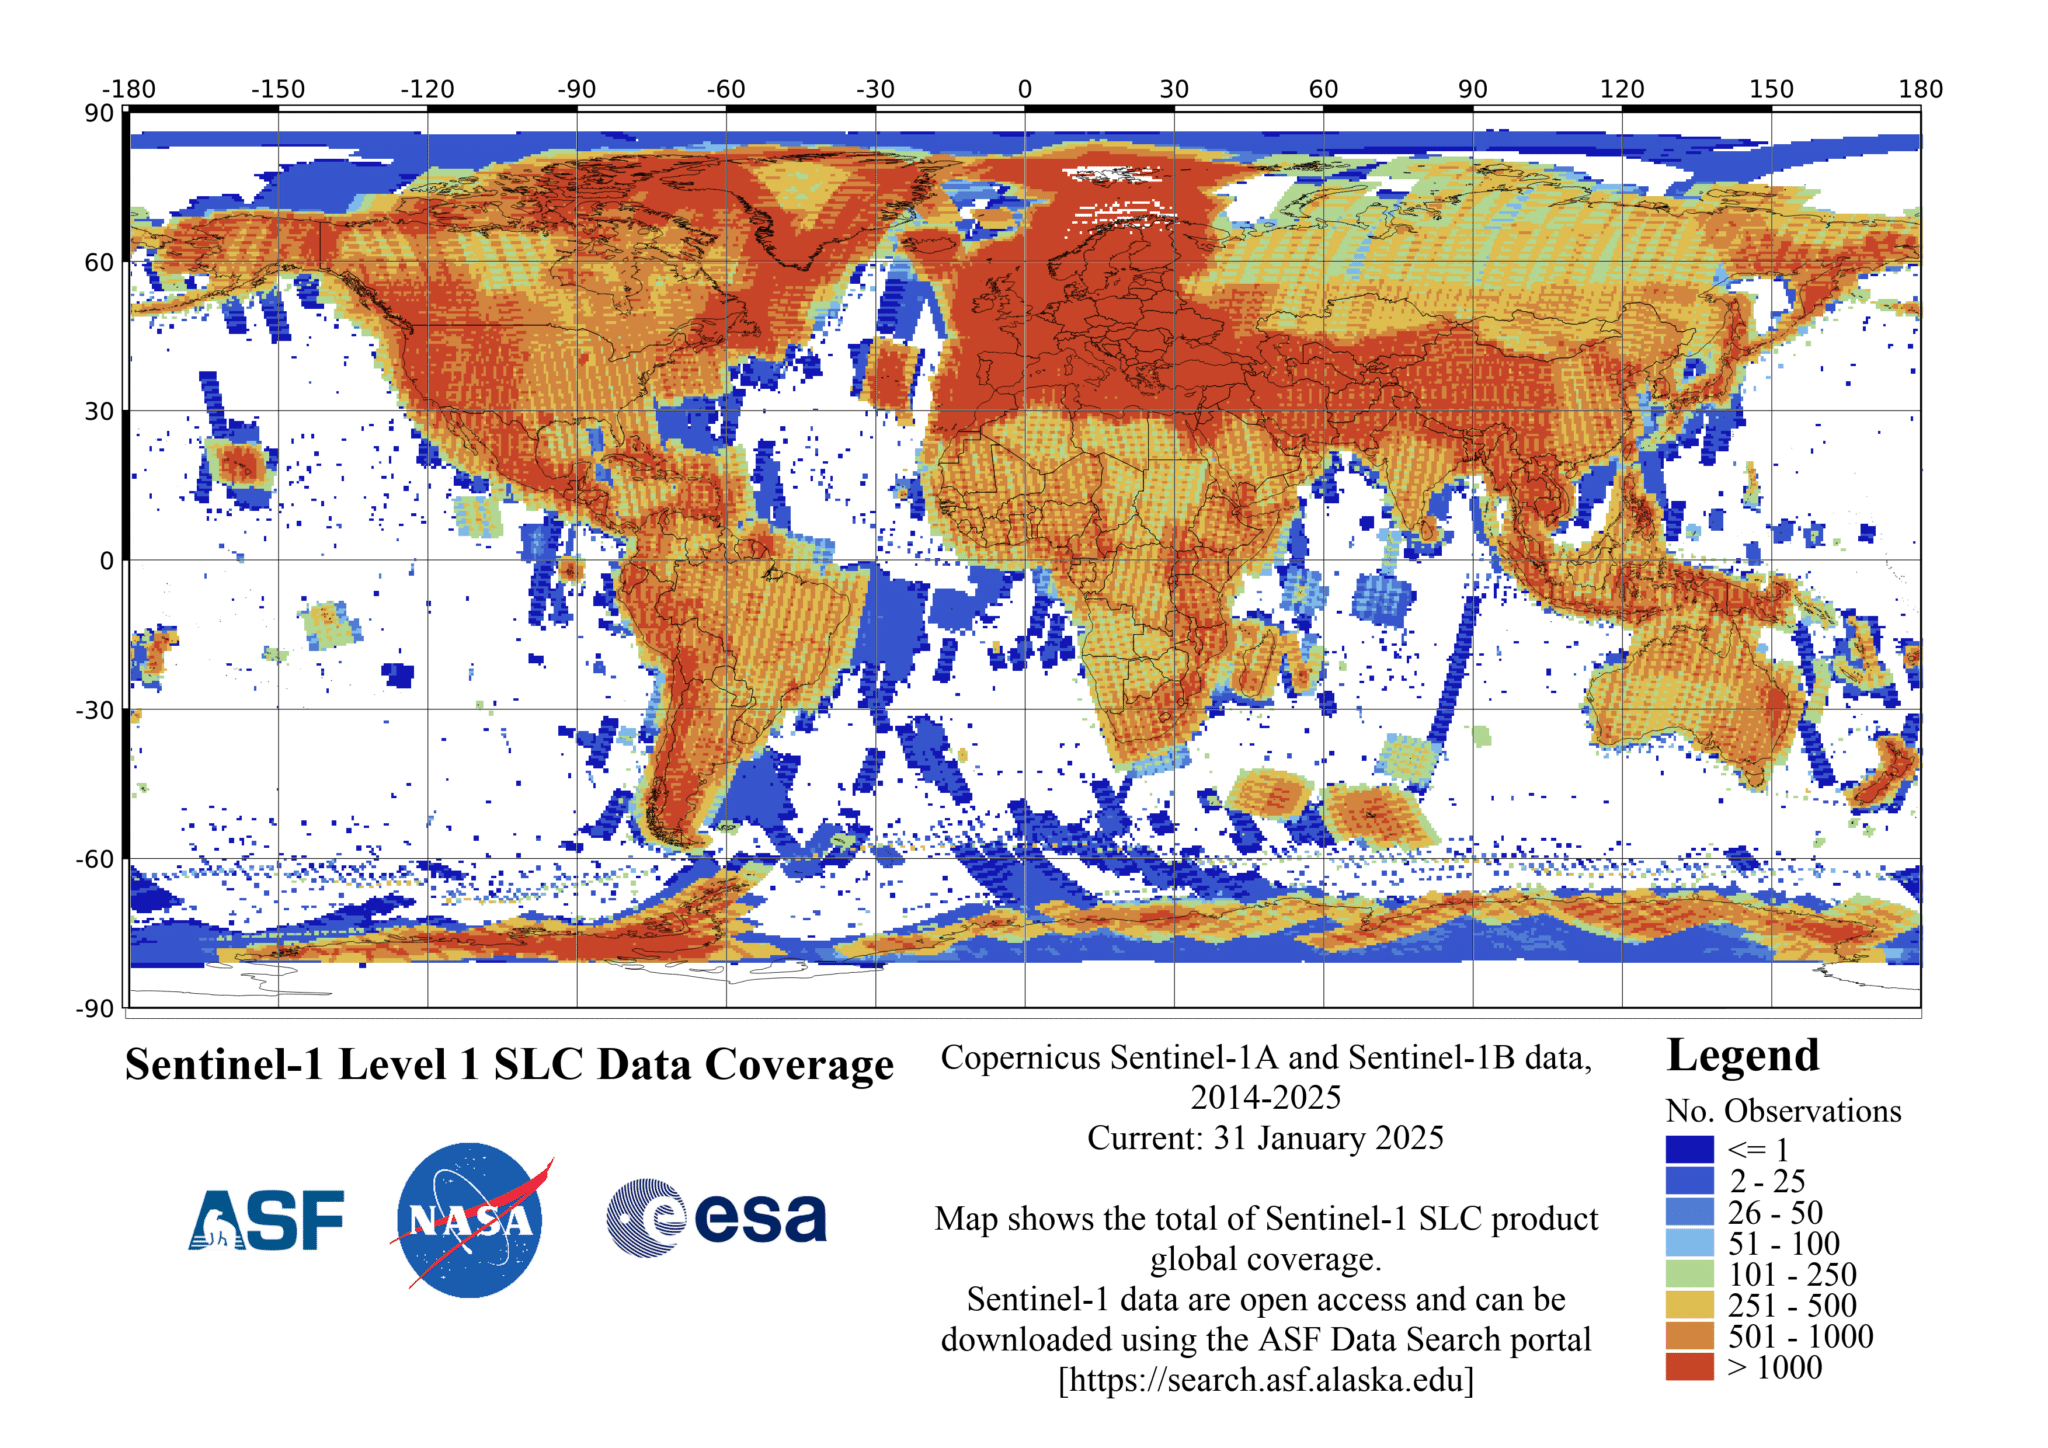 -180 -150 -120 -90 -60 -30 0 30 60 90 120 150 180
90
60
30
0
-30
-60
-90
Sentinel-1 Level 1 SLC Data Coverage
ASF
NASA
esa
Copernicus Sentinel-1A and Sentinel-1B data,
2014-2025
Current: 31 January 2025
Map shows the total of Sentinel-1 SLC product
global coverage.
Sentinel-1 data are open access and can be
downloaded using the ASF Data Search portal
[https://search.asf.alaska.edu]
Legend
No. Observations
<= 1
2 - 25
26 - 50
51 - 100
101 - 250
251 - 500
501 - 1000
> 1000